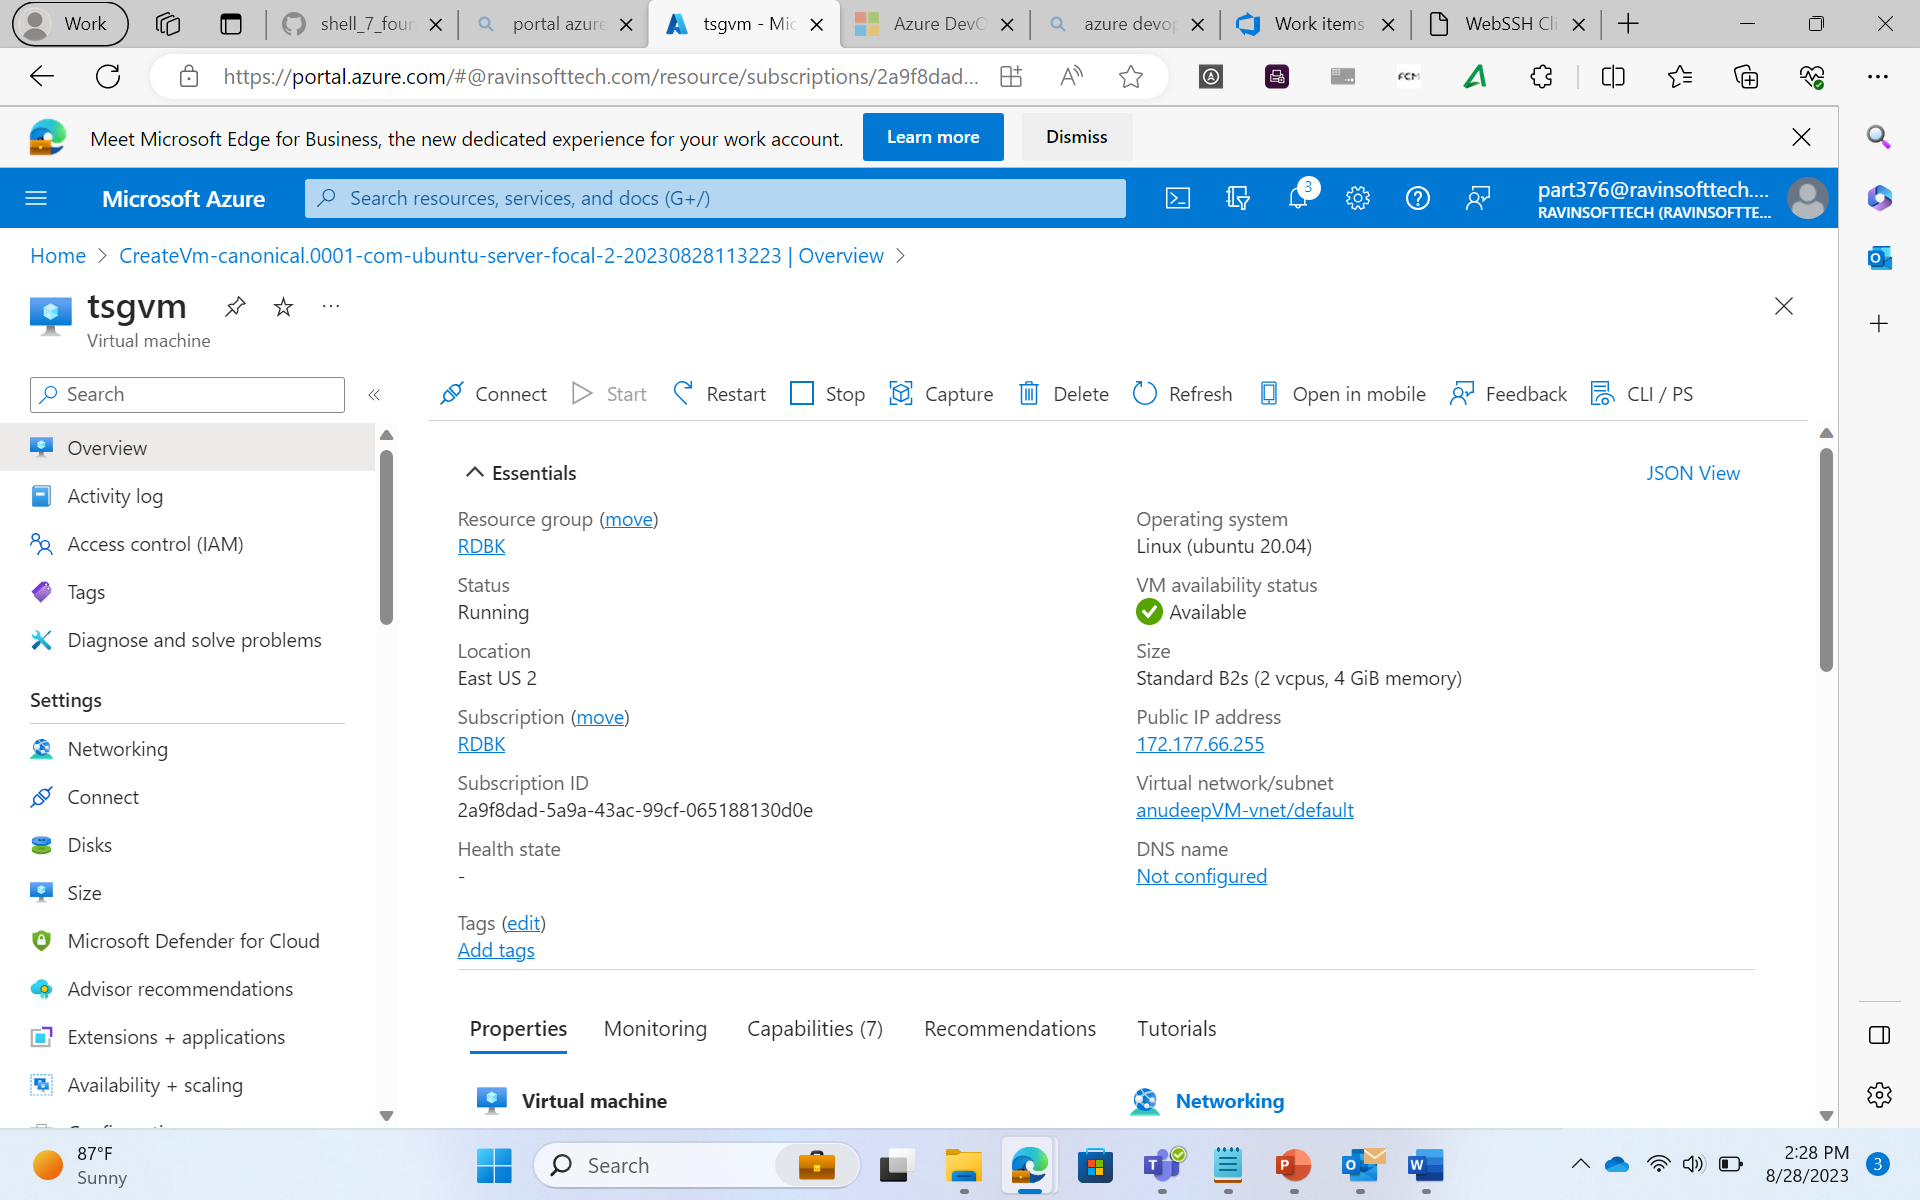 Work
shell_7_four
portal azure
tsgvm - Mic
Azure DevO
azure devop
Work items
WebSSH Cli
https://portal.azure.com/#@ravinsofttech.com/resource/subscriptions/2a9f8dad...
FCM
Meet Microsoft Edge for Business, the new dedicated experience for your work account.
Learn more
Dismiss
Microsoft Azure
Search resources, services, and docs (G+/)
3
part376@ravinsofttech....
RAVINSOFTTECH (RAVINSOFTTE...
Home > CreateVm-canonical.0001-com-ubuntu-server-focal-2-20230828113223 | Overview >
tsgvm
Virtual machine
Search
Connect
Start
Restart
Stop
Capture
Delete
Refresh
Open in mobile
Feedback
CLI / PS
Overview
Activity log
Access control (IAM)
Tags
Diagnose and solve problems
Settings
Networking
Connect
Disks
Size
Microsoft Defender for Cloud
Advisor recommendations
Extensions + applications
Availability + scaling
Essentials
JSON View
Resource group (move)
RDBK
Status
Running
Location
East US 2
Subscription (move)
RDBK
Subscription ID
2a9f8dad-5a9a-43ac-99cf-065188130d0e
Health state
-
Tags (edit)
Add tags
Operating system
Linux (ubuntu 20.04)
VM availability status
Available
Size
Standard B2s (2 vcpus, 4 GiB memory)
Public IP address
172.177.66.255
Virtual network/subnet
anudeepVM-vnet/default
DNS name
Not configured
Properties
Monitoring
Capabilities (7)
Recommendations
Tutorials
Virtual machine
Networking
87°F
Sunny
Search
2:28 PM
8/28/2023
3